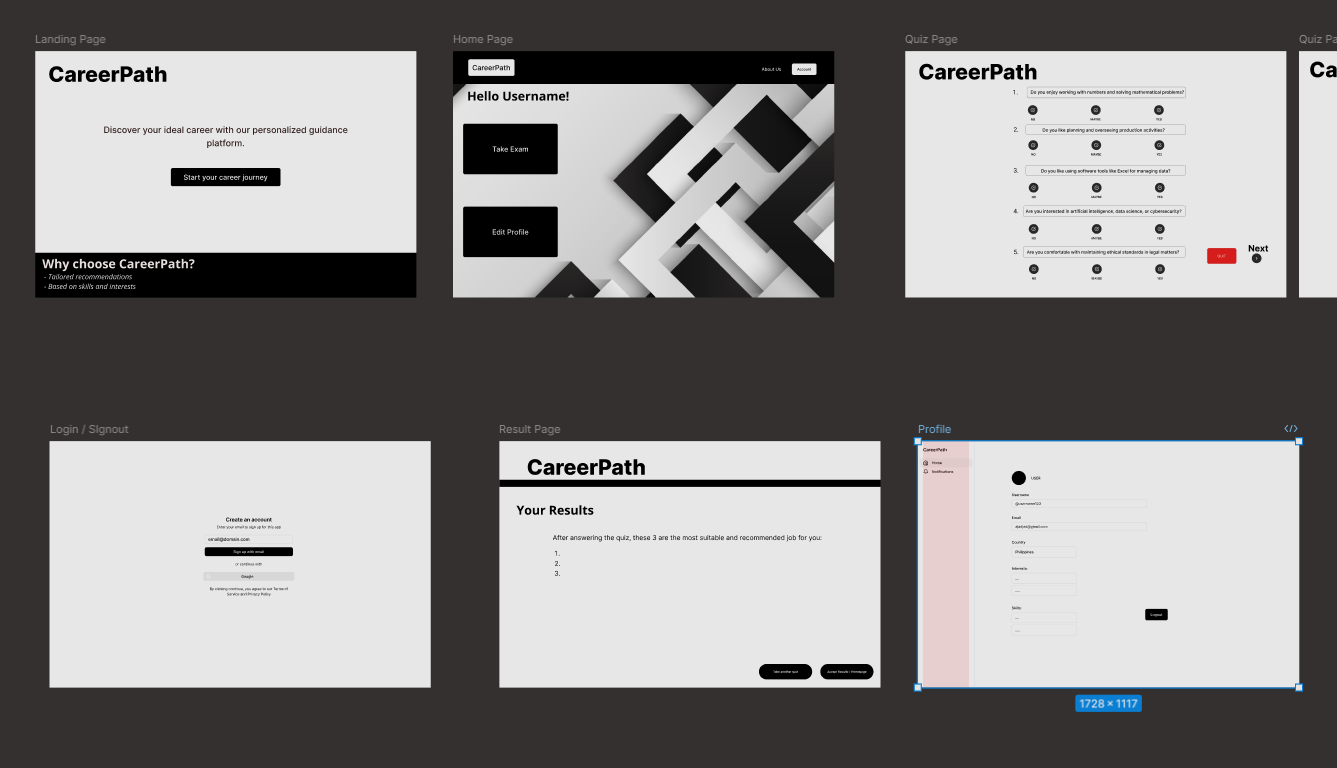 Landing Page
CareerPath
Discover your ideal career with our personalized guidance
platform.
Start your career journey
Why choose CareerPath?
- Tailored recommendations
- Based on skills and interests
Home Page
CareerPath
About Us
Account
Hello Username!
Take Exam
Edit Profile
Quiz Page
CareerPath
1. Do you enjoy working with numbers and solving mathematical problems?
NO MAYBE YES
2. Do you like planning and overseeing production activities?
NO MAYBE YES
3. Do you like using software tools like Excel for managing data?
NO MAYBE YES
4. Are you interested in artificial intelligence, data science, or cybersecurity?
NO MAYBE YES
5. Are you comfortable with maintaining ethical standards in legal matters?
NO MAYBE YES
Next
Quiz Pa
Ca
Login / SIgnout
Create an account
Enter your email to sign up for this app
email@domain.com
Sign up with email
or continue with
Google
By clicking continue, you agree to our Terms of
Service and Privacy Policy
Result Page
CareerPath
Your Results
After answering the quiz, these 3 are the most suitable and recommended job for you:
1.
2.
3.
Take another quiz
Accept Results / Homepage
Profile
</>
CareerPath
Home
Notifications
USER
Username
Email
Country
Philippines
Interests:
---
---
Skills:
---
---
Logout
1728 × 1117